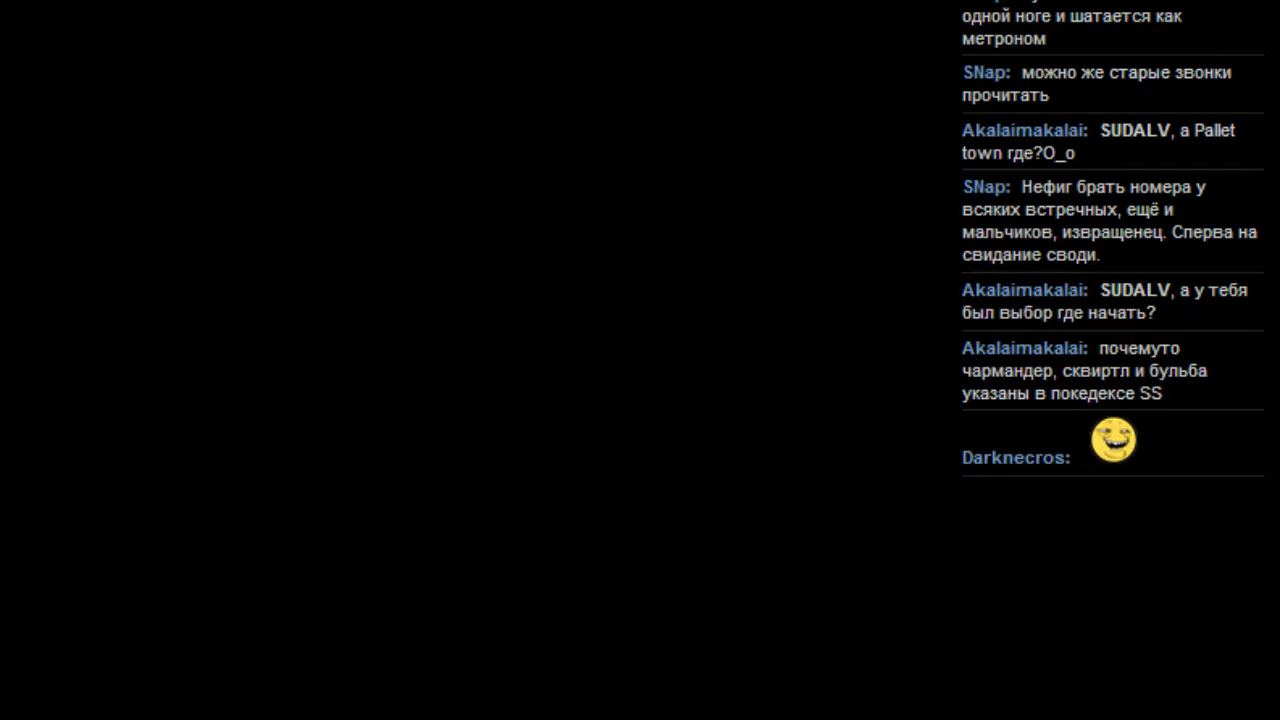 одной ноге и шатается как
метроном
SNap: можно же старые звонки
прочитать
Akalaimakalai: SUDALV, а Pallet
town где?O_o
SNap: Нефиг брать номера у
всяких встречных, ещё и
мальчиков, извращенец. Сперва на
свидание своди.
Akalaimakalai: SUDALV, а у тебя
был выбор где начать?
Akalaimakalai: почемуто
чармандер, сквиртл и бульба
указаны в покедексе SS
Darknecros: